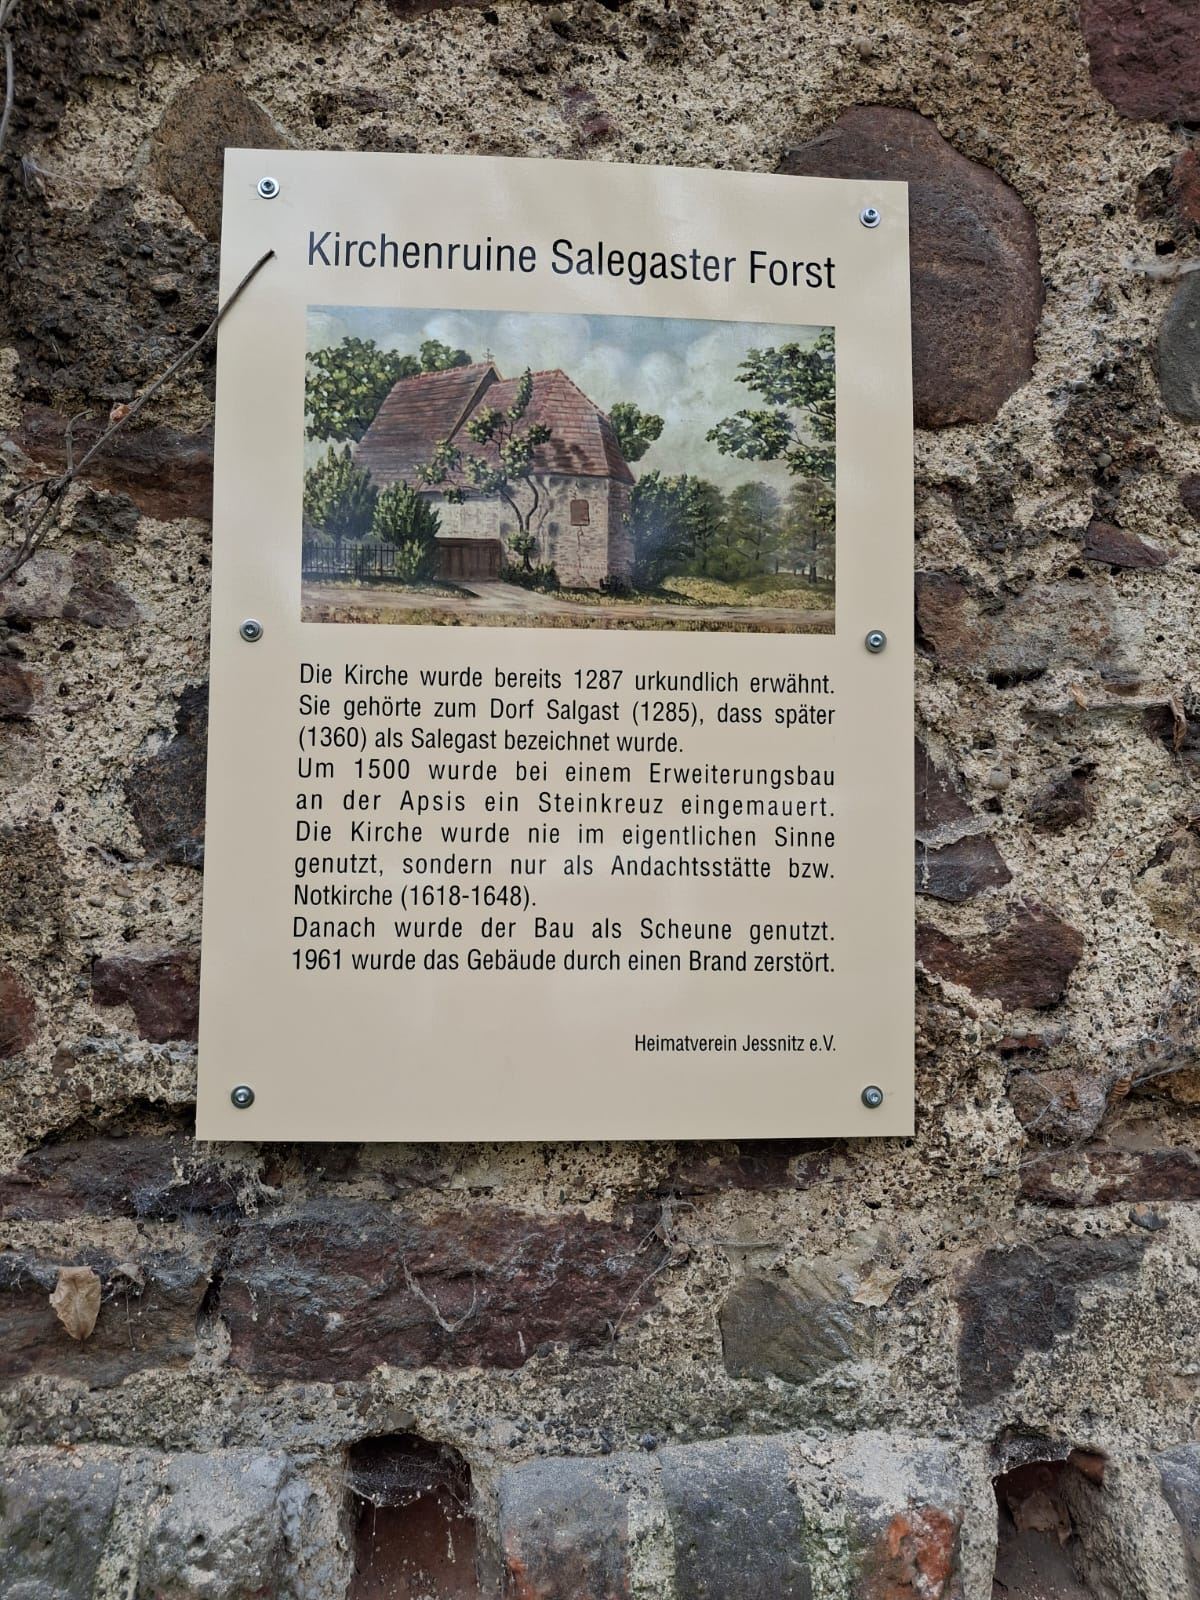 Kirchenruine Salegaster Forst
Die Kirche wurde bereits 1287 urkundlich erwähnt.
Sie gehörte zum Dorf Salgast (1285), dass später
(1360) als Salegast bezeichnet wurde.
Um 1500 wurde bei einem Erweiterungsbau
an der Apsis ein Steinkreuz eingemauert.
Die Kirche wurde nie im eigentlichen Sinne
genutzt, sondern nur als Andachtsstätte bzw.
Notkirche (1618-1648).
Danach wurde der Bau als Scheune genutzt.
1961 wurde das Gebäude durch einen Brand zerstört.
Heimatverein Jessnitz e.V.